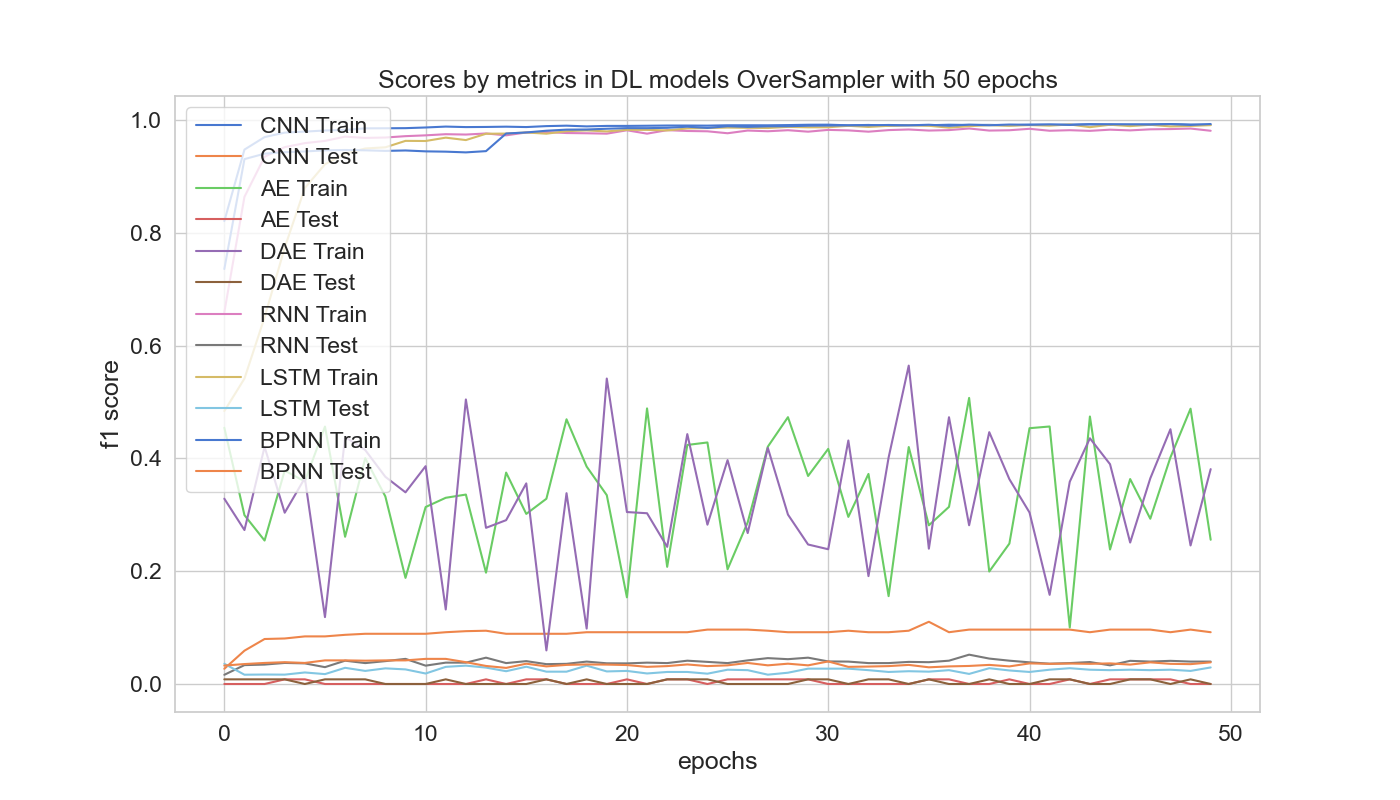 Scores by metrics in DL models OverSampler with 50 epochs
f1 score
1.0
0.8
0.6
0.4
0.2
0.0
CNN Train
CNN Test
AE Train
AE Test
DAE Train
DAE Test
RNN Train
RNN Test
LSTM Train
LSTM Test
BPNN Train
BPNN Test
0 10 20 30 40 50
epochs